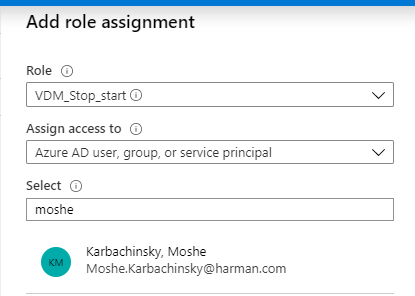 Add role assignment
Role
VDM_Stop_start
Assign access to
Azure AD user, group, or service principal
Select
moshe
KM
Karbachinsky, Moshe
Moshe.Karbachinsky@harman.com